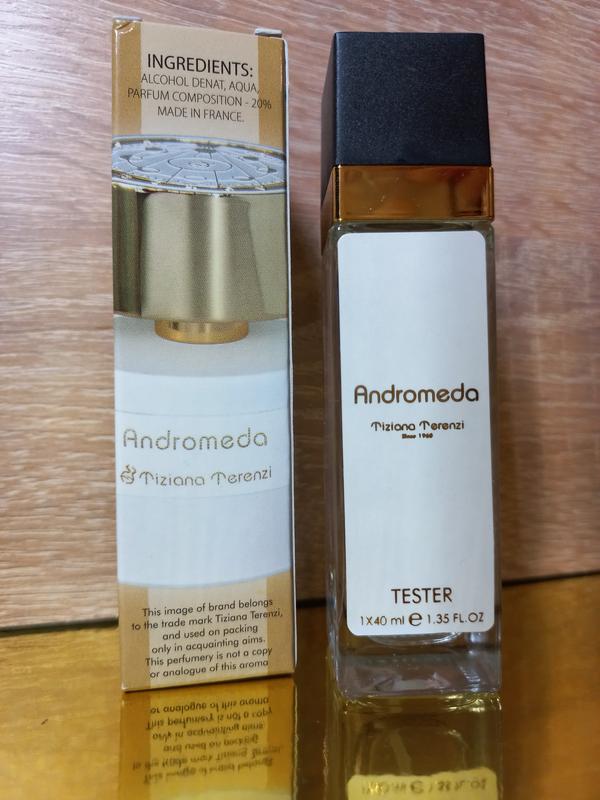 INGREDIENTS:
ALCOHOL DENAT, AQUA,
PARFUM COMPOSITION - 20%
MADE IN FRANCE.
Andromeda
Tiziana Terenzi
This image of brand belongs
to the trade mark Tiziana Terenzi,
and used on packing
only in acquainting aims.
This perfumery is not a copy
or analogue of this aroma
Andromeda
Tiziana Terenzi
Since 1968
TESTER
1X40 ml ℮ 1.35 FL.OZ